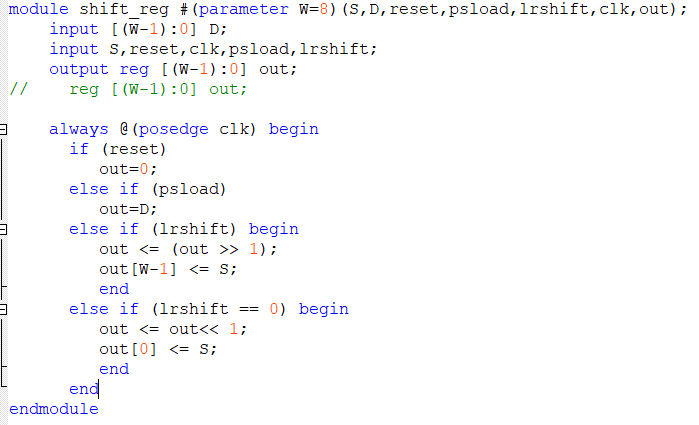 module shift_reg #(parameter W=8)(S,D,reset,psload,lrshift,clk,out);
    input [(W-1):0] D;
    input S,reset,clk,psload,lrshift;
    output reg [(W-1):0] out;
//    reg [(W-1):0] out;

    always @(posedge clk) begin
      if (reset)
         out=0;
      else if (psload)
         out=D;
      else if (lrshift) begin
         out <= (out >> 1);
         out[W-1] <= S;
         end
      else if (lrshift == 0) begin
         out <= out<< 1;
         out[0] <= S;
         end
      end
endmodule